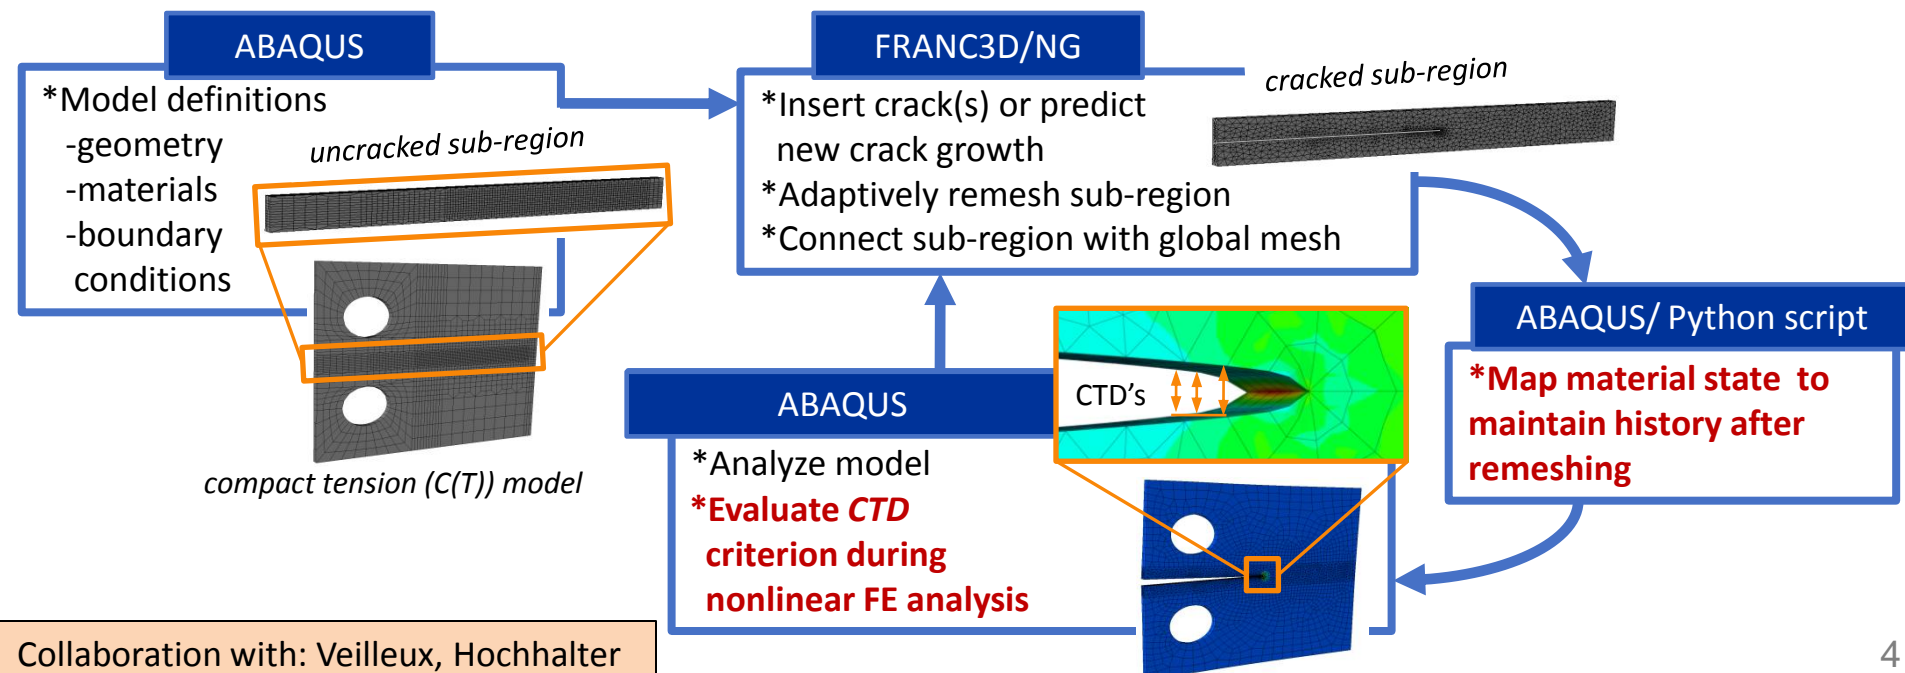 ABAQUS
*Model definitions
-geometry
-materials
-boundary
conditions
uncracked sub-region
compact tension (C(T)) model
FRANC3D/NG
*Insert crack(s) or predict
new crack growth
*Adaptively remesh sub-region
*Connect sub-region with global mesh
cracked sub-region
ABAQUS/ Python script
*Map material state to
maintain history after
remeshing
ABAQUS
*Analyze model
*Evaluate CTD
criterion during
nonlinear FE analysis
CTD's
Collaboration with: Veilleux, Hochhalter
4